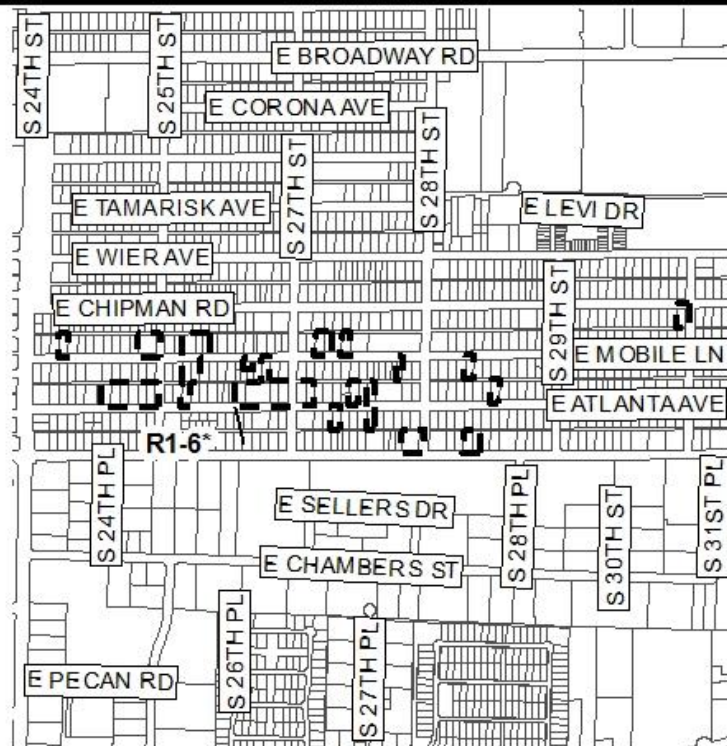 S 24TH ST
S 25TH ST
E BROADWAY RD
E CORONA AVE
S 27TH ST
S 28TH ST
E TAMARISK AVE
E LEVI DR
E WIER AVE
S 29TH ST
E CHIPMAN RD
E MOBILE LN
E ATLANTA AVE
R1-6*
S 24TH PL
E SELLERS DR
S 28TH PL
S 30TH ST
S 31ST PL
E CHAMBERS ST
S 26TH PL
S 27TH PL
E PECAN RD